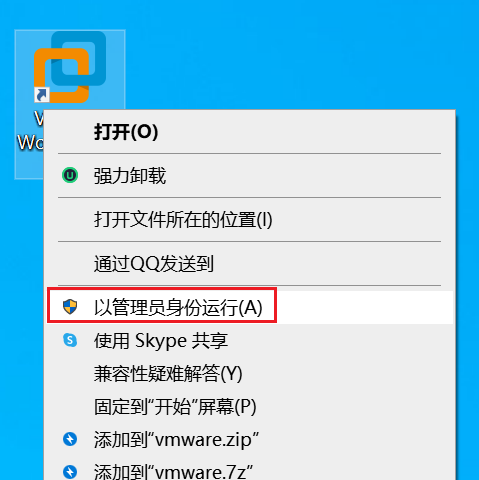 打开(O)
强力卸载
打开文件所在的位置(I)
通过QQ发送到
以管理员身份运行(A)
使用 Skype 共享
兼容性疑难解答(Y)
固定到“开始”屏幕(P)
添加到“vmware.zip”
添加到“vmware.7z”